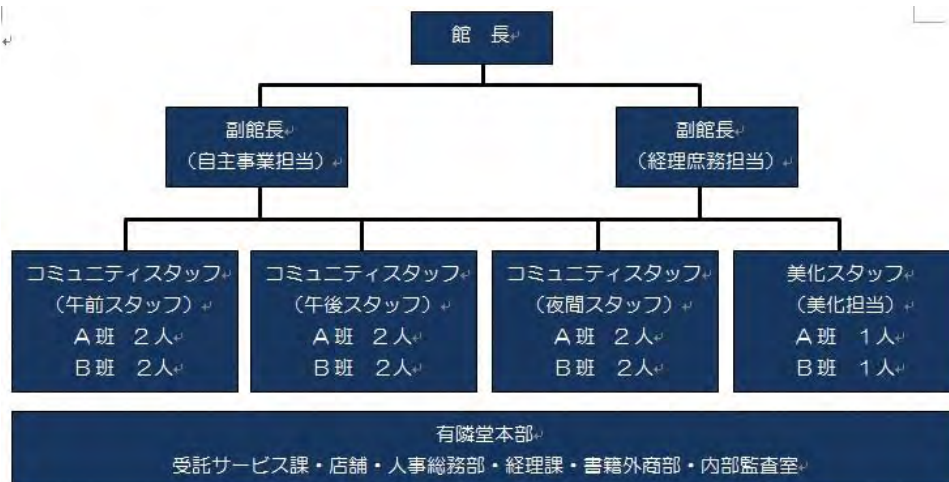 館 長
副館長
（自主事業担当）
副館長
（経理庶務担当）
コミュニティスタッフ
（午前スタッフ）
A班 2人
B班 2人
コミュニティスタッフ
（午後スタッフ）
A班 2人
B班 2人
コミュニティスタッフ
（夜間スタッフ）
A班 2人
B班 2人
美化スタッフ
（美化担当）
A班 1人
B班 1人
有隣堂本部
受託サービス課・店舗・人事総務部・経理課・書籍外商部・内部監査室